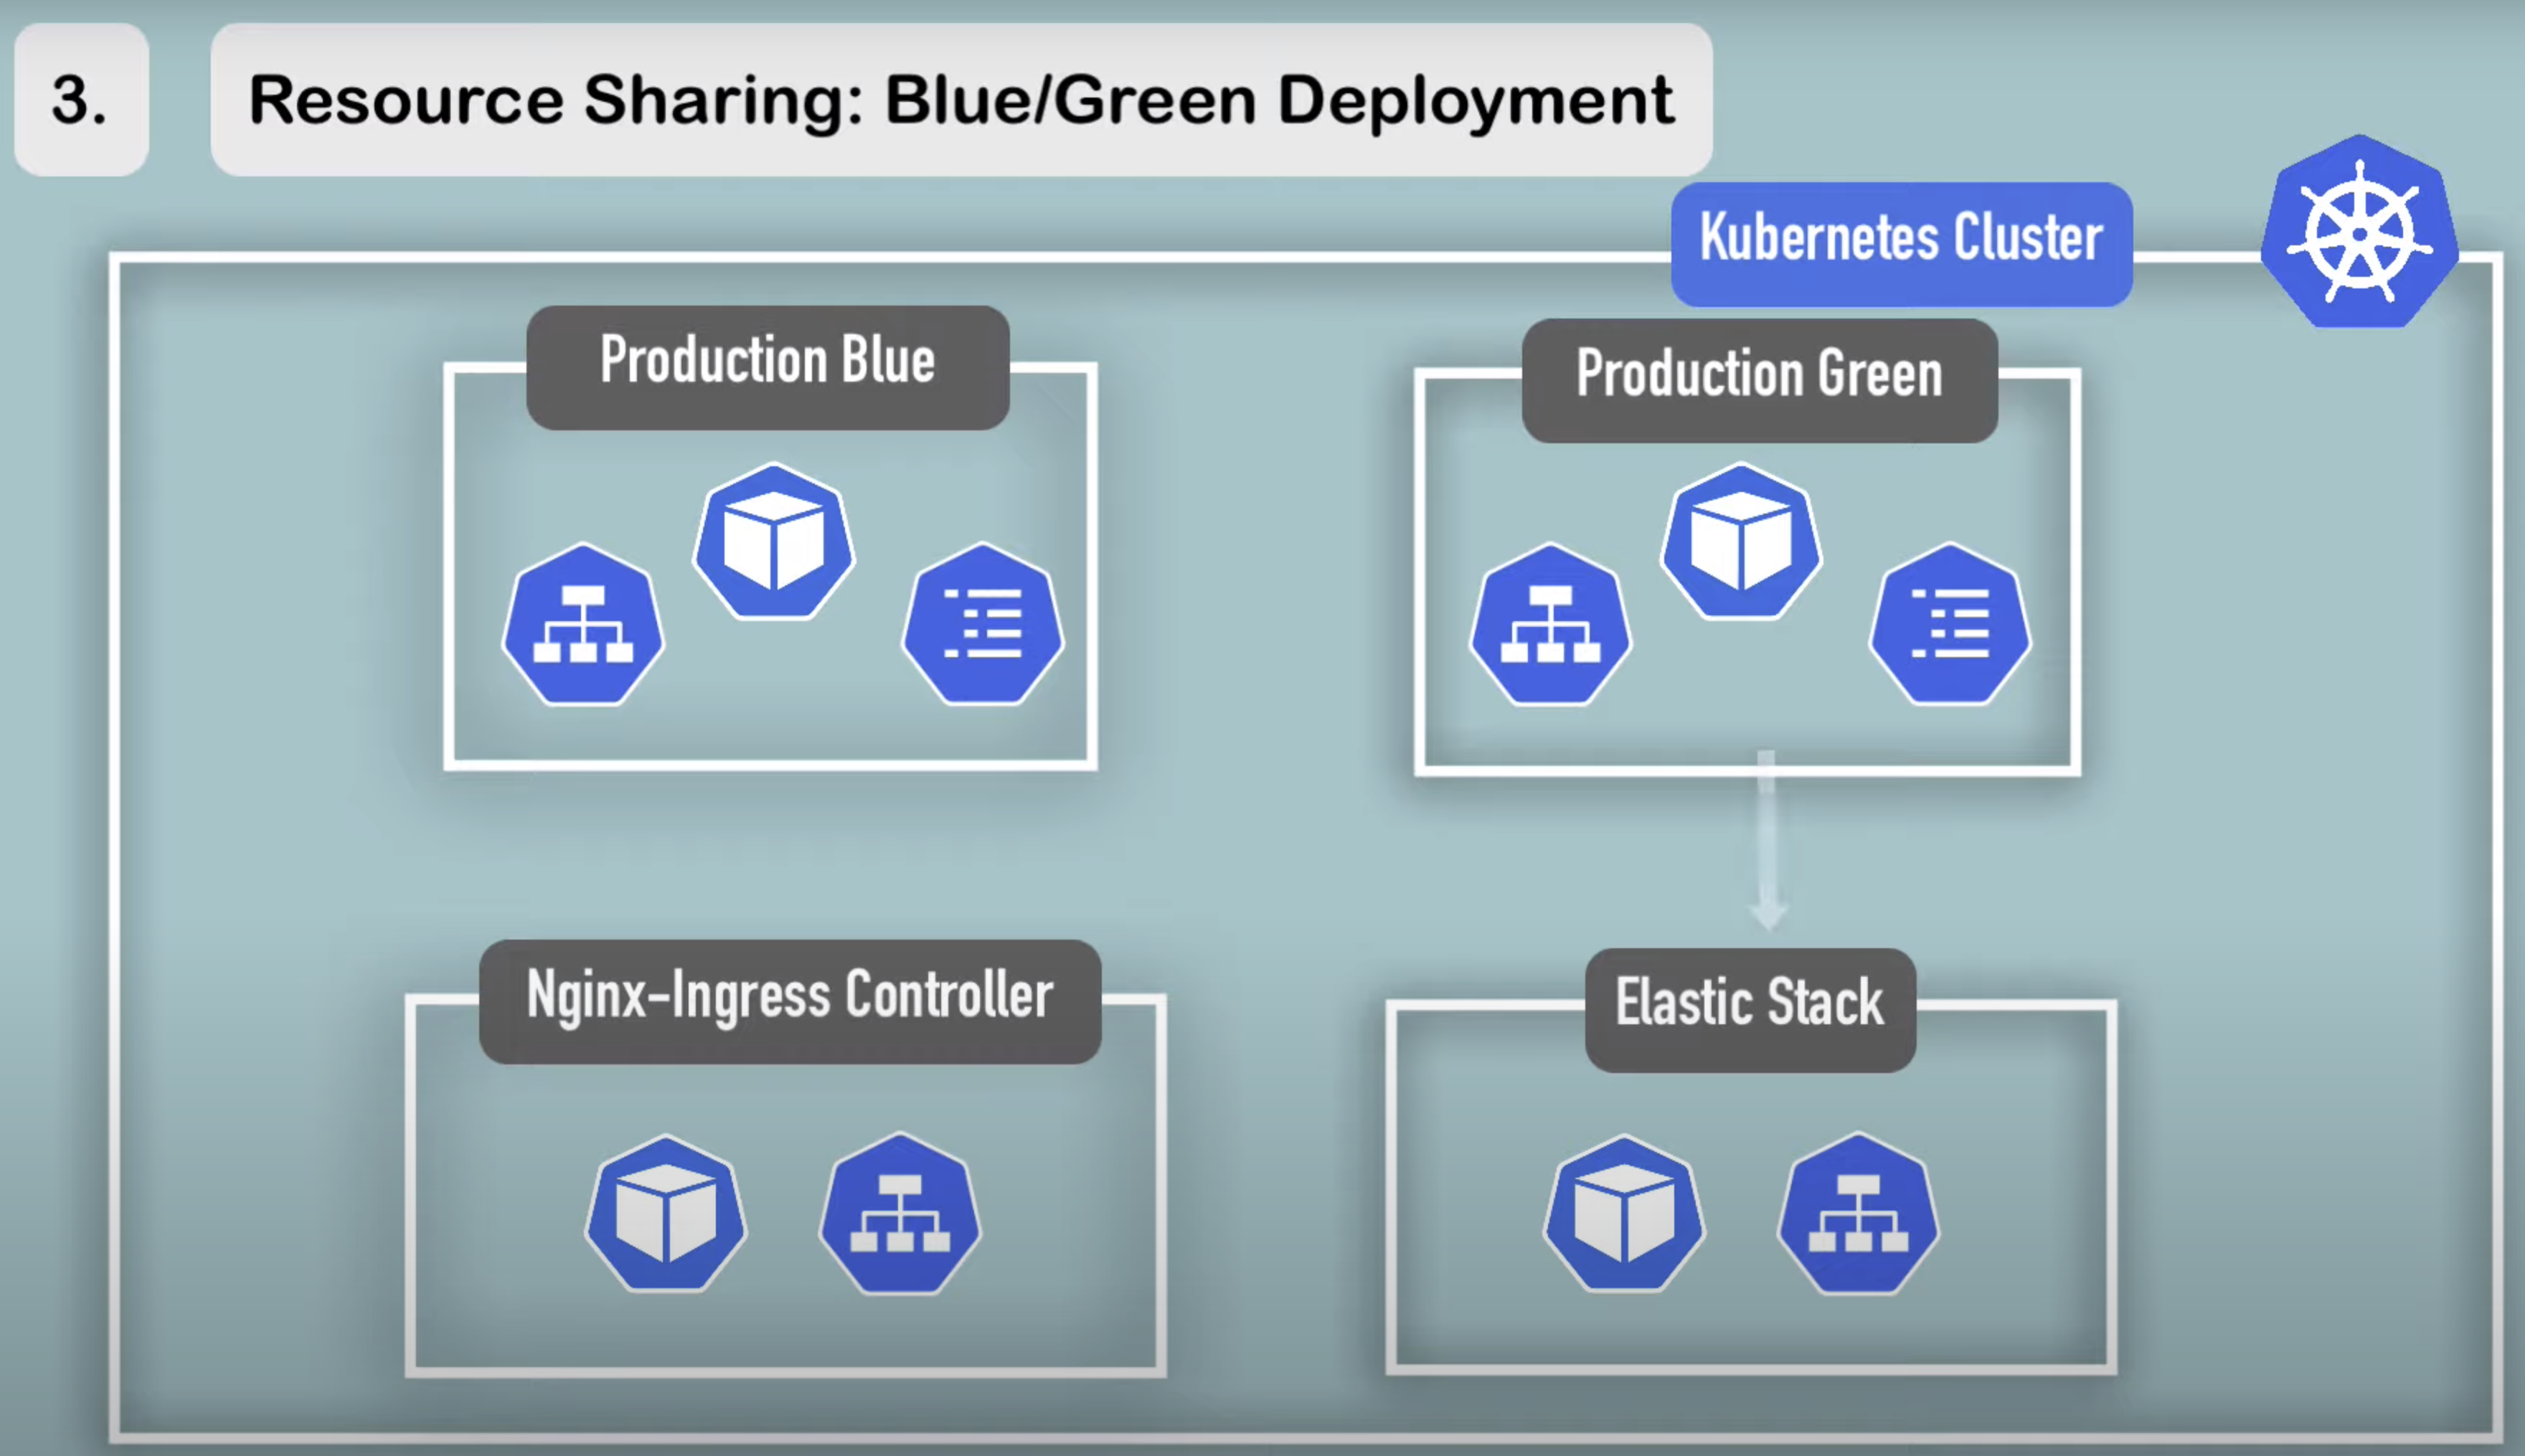 3.
Resource Sharing: Blue/Green Deployment
Kubernetes Cluster
Production Blue
Production Green
Nginx-Ingress Controller
Elastic Stack